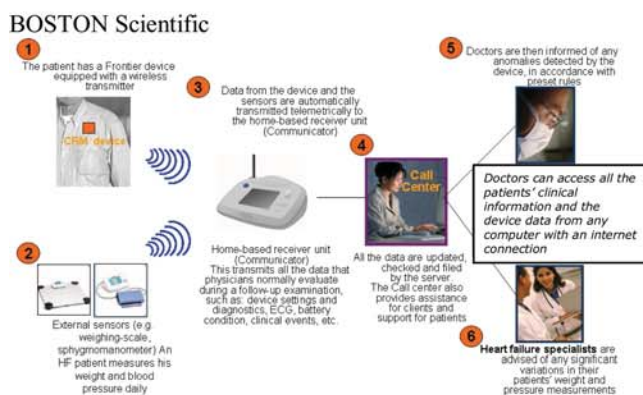 BOSTON Scientific
1
The patient has a Frontier device
equipped with a wireless
transmitter
CRM device
2
External sensors (e.g.
weighing-scale,
sphygmomanometer) An
HF patient measures his
weight and blood
pressure daily
3
Data from the device and the
sensors are automatically
transmitted telemetrically to
the home-based receiver unit
(Communicator)
Home-based receiver unit
(Communicator)
This transmits all the data that
physicians normally evaluate
during a follow-up examination,
such as: device settings and
diagnostics, ECG, battery
condition, clinical events, etc.
4
Call
Center
All the data are updated,
checked and filed
by the server.
The Call center also
provides assistance
for clients and
support for patients
5
Doctors are then informed of any
anomalies detected by the
device, in accordance with
preset rules
Doctors can access all the
patients' clinical
information and the
device data from any
computer with an internet
connection
6
Heart failure specialists are
advised of any significant
variations in their
patients' weight and
pressure measurements